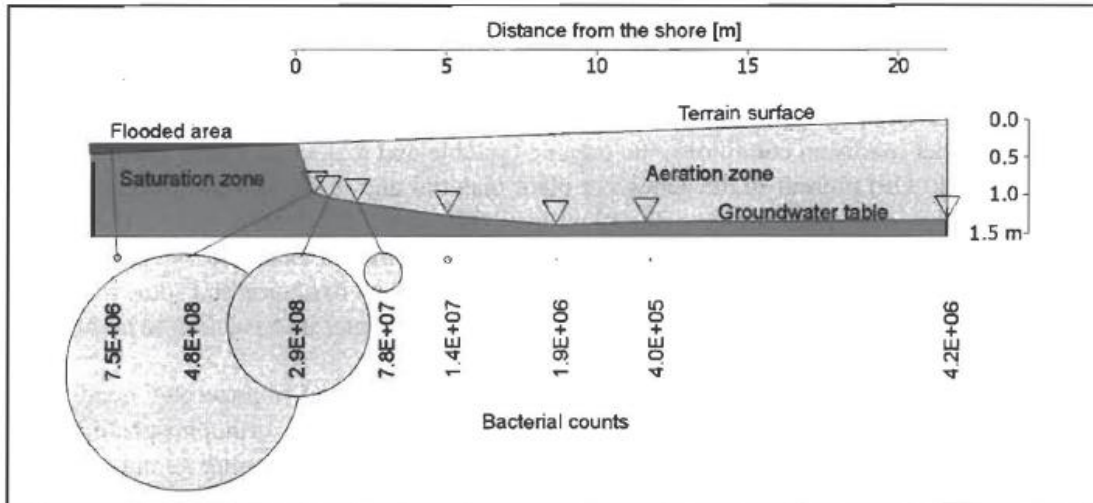 Distance from the shore [m]
0 5 10 15 20
Terrain surface
Flooded area
0.0
0.5
Saturation zone
Aeration zone
1.0
Groundwater table
1.5 m
7.5E+06
4.8E+08
2.9E+08
7.8E+07
1.4E+07
1.9E+06
4.0E+05
4.2E+06
Bacterial counts